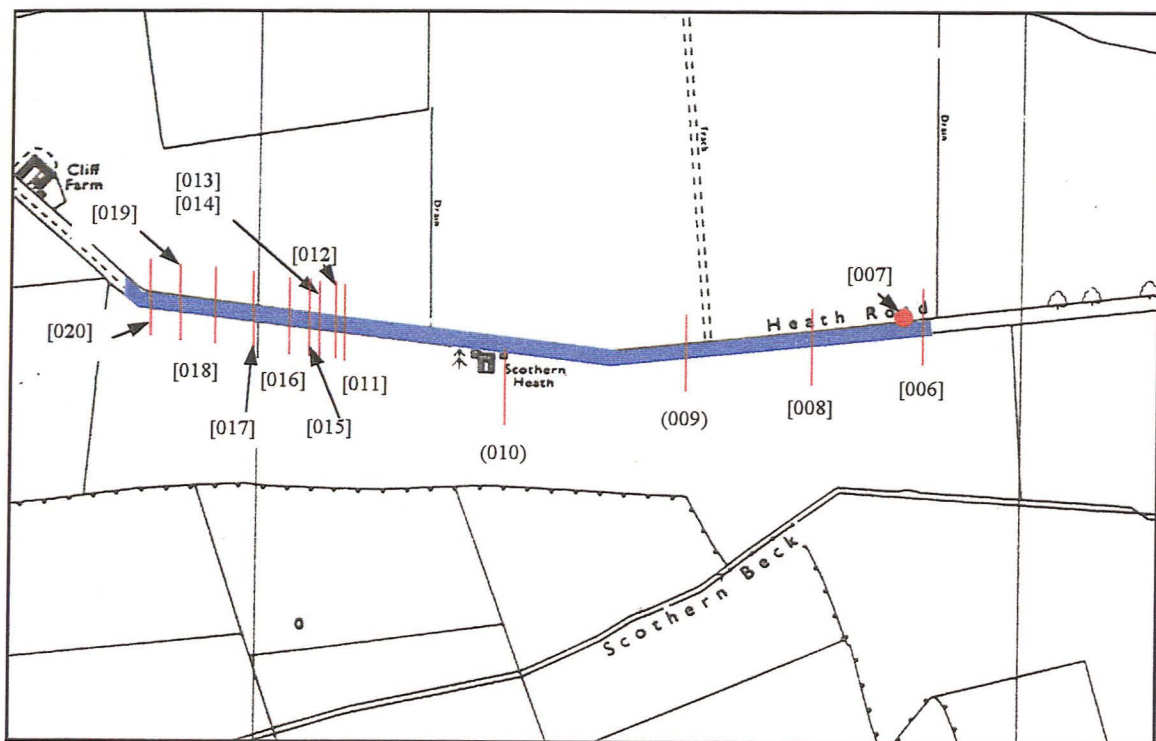 Cliff
Farm
[013]
[014]
[019]
[012]
Drain
Track
Drain
[007]
Heath Road
[020]
[018]
[016]
[011]
[017]
[015]
Scothern
Heath
(010)
(009)
[008]
[006]
Scothern Beck